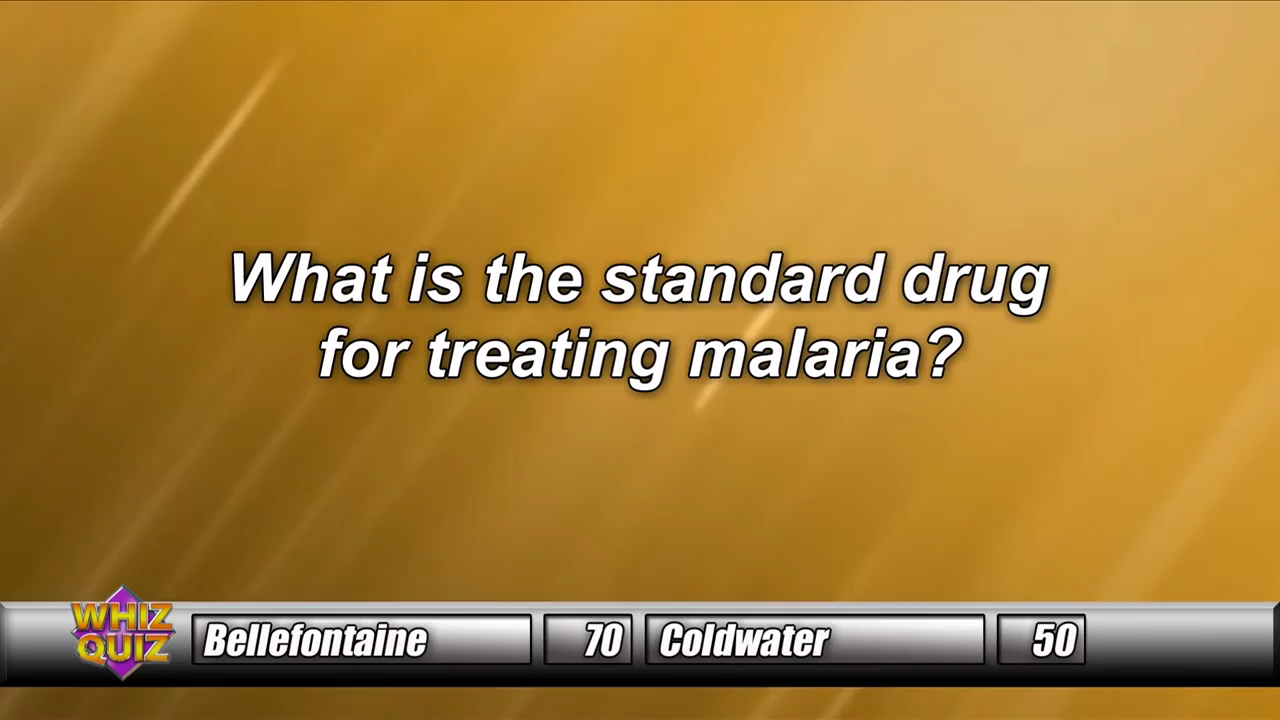 What is the standard drug
for treating malaria?
WHIZ
QUIZ
Bellefontaine 70 Coldwater 50